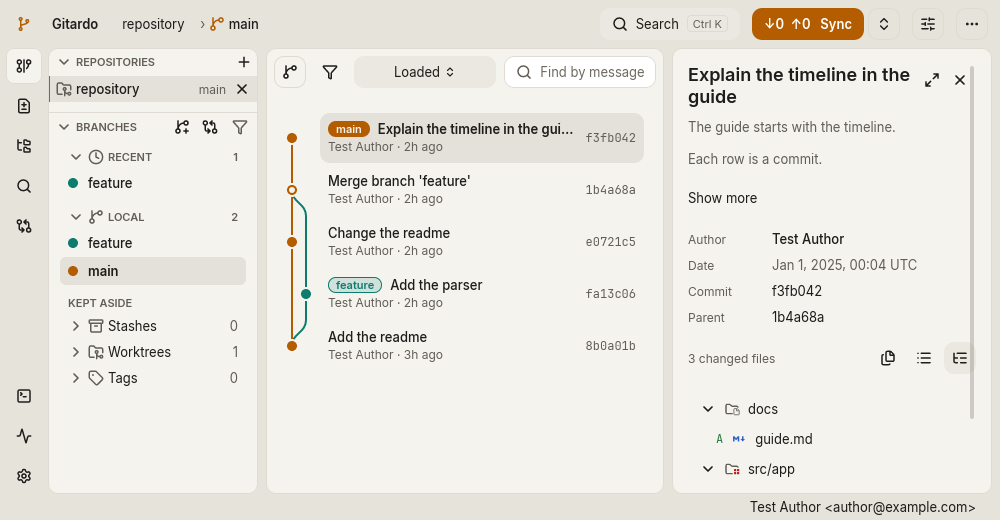 Gitardo
repository
main
Search Ctrl K
↓0 ↑0 Sync
REPOSITORIES
repository main
BRANCHES
RECENT 1
feature
LOCAL 2
feature
main
KEPT ASIDE
Stashes 0
Worktrees 1
Tags 0
Loaded
Find by message
main Explain the timeline in the gui… f3fb042
Test Author · 2h ago
Merge branch 'feature' 1b4a68a
Test Author · 2h ago
Change the readme e0721c5
Test Author · 2h ago
feature Add the parser fa13c06
Test Author · 2h ago
Add the readme 8b0a01b
Test Author · 3h ago
Explain the timeline in the
guide
The guide starts with the timeline.
Each row is a commit.
Show more
Author Test Author
Date Jan 1, 2025, 00:04 UTC
Commit f3fb042
Parent 1b4a68a
3 changed files
docs
A M↓ guide.md
src/app
Test Author <author@example.com>